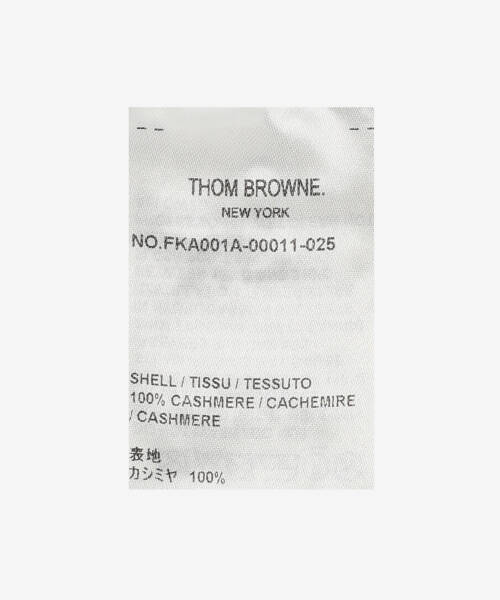 THOM BROWNE.
NEW YORK
NO.FKA001A-00011-025
SHELL / TISSU / TESSUTO
100% CASHMERE / CACHEMIRE
/ CASHMERE
表地
カシミヤ 100%